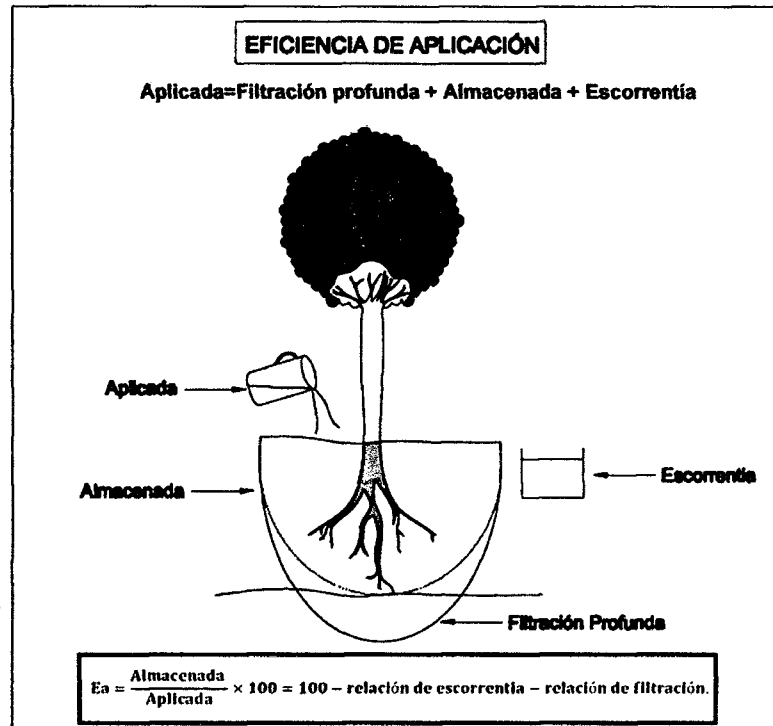 EFICIENCIA DE APLICACIÓN
Aplicada=Filtración profunda + Almacenada + Escorrentía
Aplicada
Almacenada
Escorrentía
Filtración Profunda
Ea = Almacenada / Aplicada × 100 = 100 − relación de escorrentia − relación de filtración.